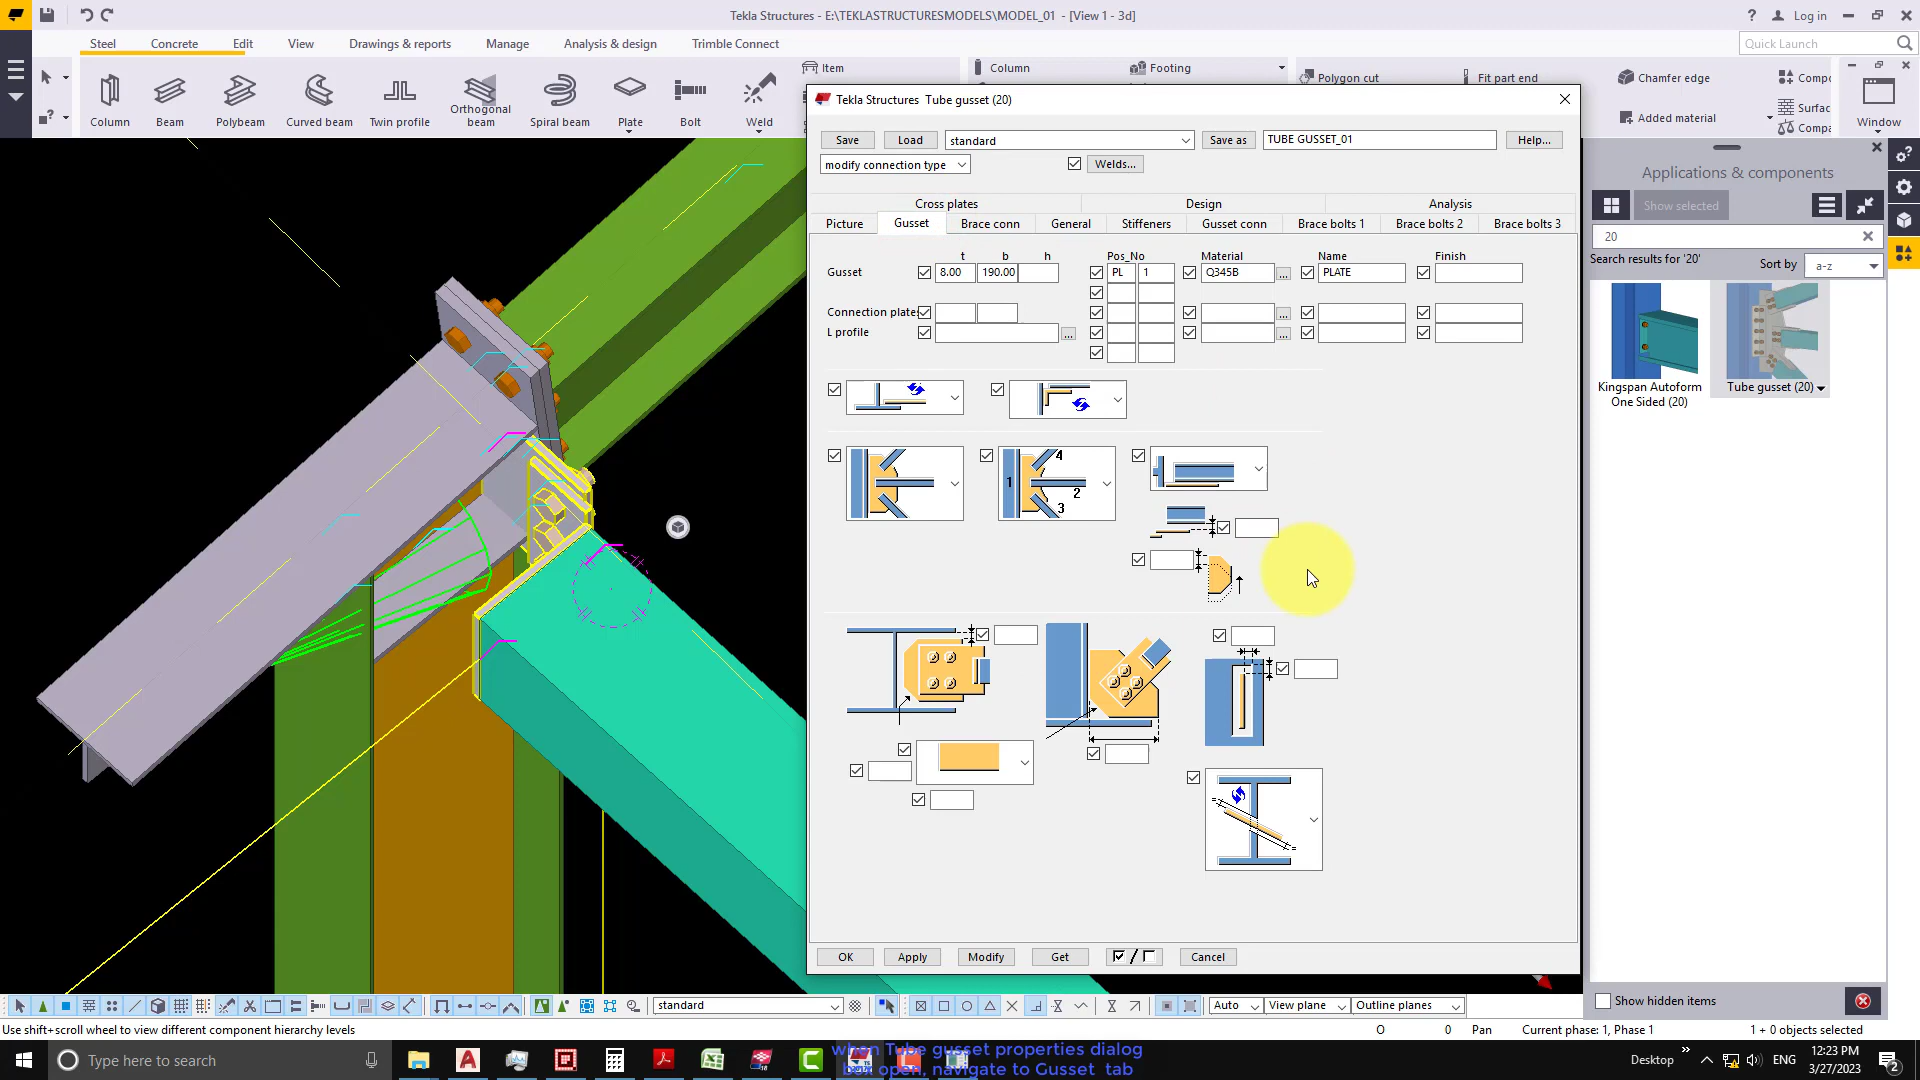 Tekla Structures - E:\TEKLASTRUCTURESMODELS\MODEL_01 - [View 1 - 3d]
Log in
Steel Concrete Edit View Drawings & reports Manage Analysis & design Trimble Connect
Quick Launch
Column Beam Polybeam Curved beam Twin profile Orthogonal beam Spiral beam Plate Bolt Weld
Item Column Footing Polygon cut Fit part end Chamfer edge
Added material Window
Tekla Structures Tube gusset (20)
Save Load standard Save as TUBE GUSSET_01 Help...
modify connection type Welds...
Cross plates Design Analysis
Picture Gusset Brace conn General Stiffeners Gusset conn Brace bolts 1 Brace bolts 2 Brace bolts 3
t b h Pos_No Material Name Finish
Gusset 8.00 190.00 PL 1 Q345B ... PLATE
Connection plates ...
L profile ... ...
4
1 2
3
OK Apply Modify Get / Cancel
Applications & components
Show selected
20
Search results for '20' Sort by a-z
Kingspan Autoform One Sided (20)
Tube gusset (20)
Show hidden items
standard Auto View plane Outline planes
Use shift+scroll wheel to view different component hierarchy levels
O 0 Pan Current phase: 1, Phase 1 1 + 0 objects selected
Type here to search
when Tube gusset properties dialog
box open, navigate to Gusset tab
Desktop ENG 12:23 PM
3/27/2023
2